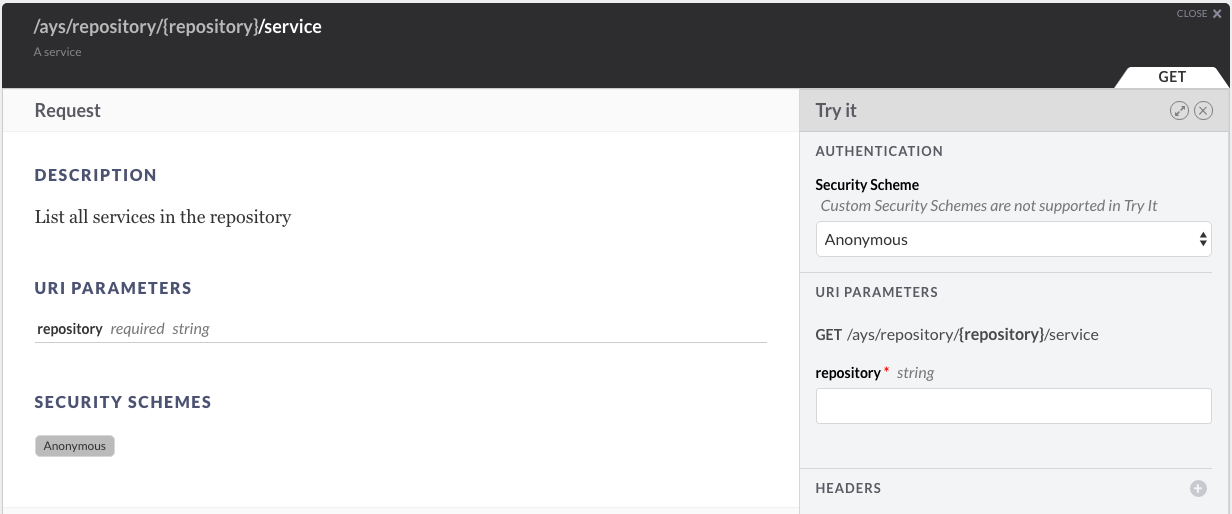 /ays/repository/{repository}/service
CLOSE ✕
A service
GET
Request
DESCRIPTION
List all services in the repository
URI PARAMETERS
repository required string
SECURITY SCHEMES
Anonymous
Try it
AUTHENTICATION
Security Scheme
Custom Security Schemes are not supported in Try It
Anonymous
URI PARAMETERS
GET /ays/repository/{repository}/service
repository * string
HEADERS